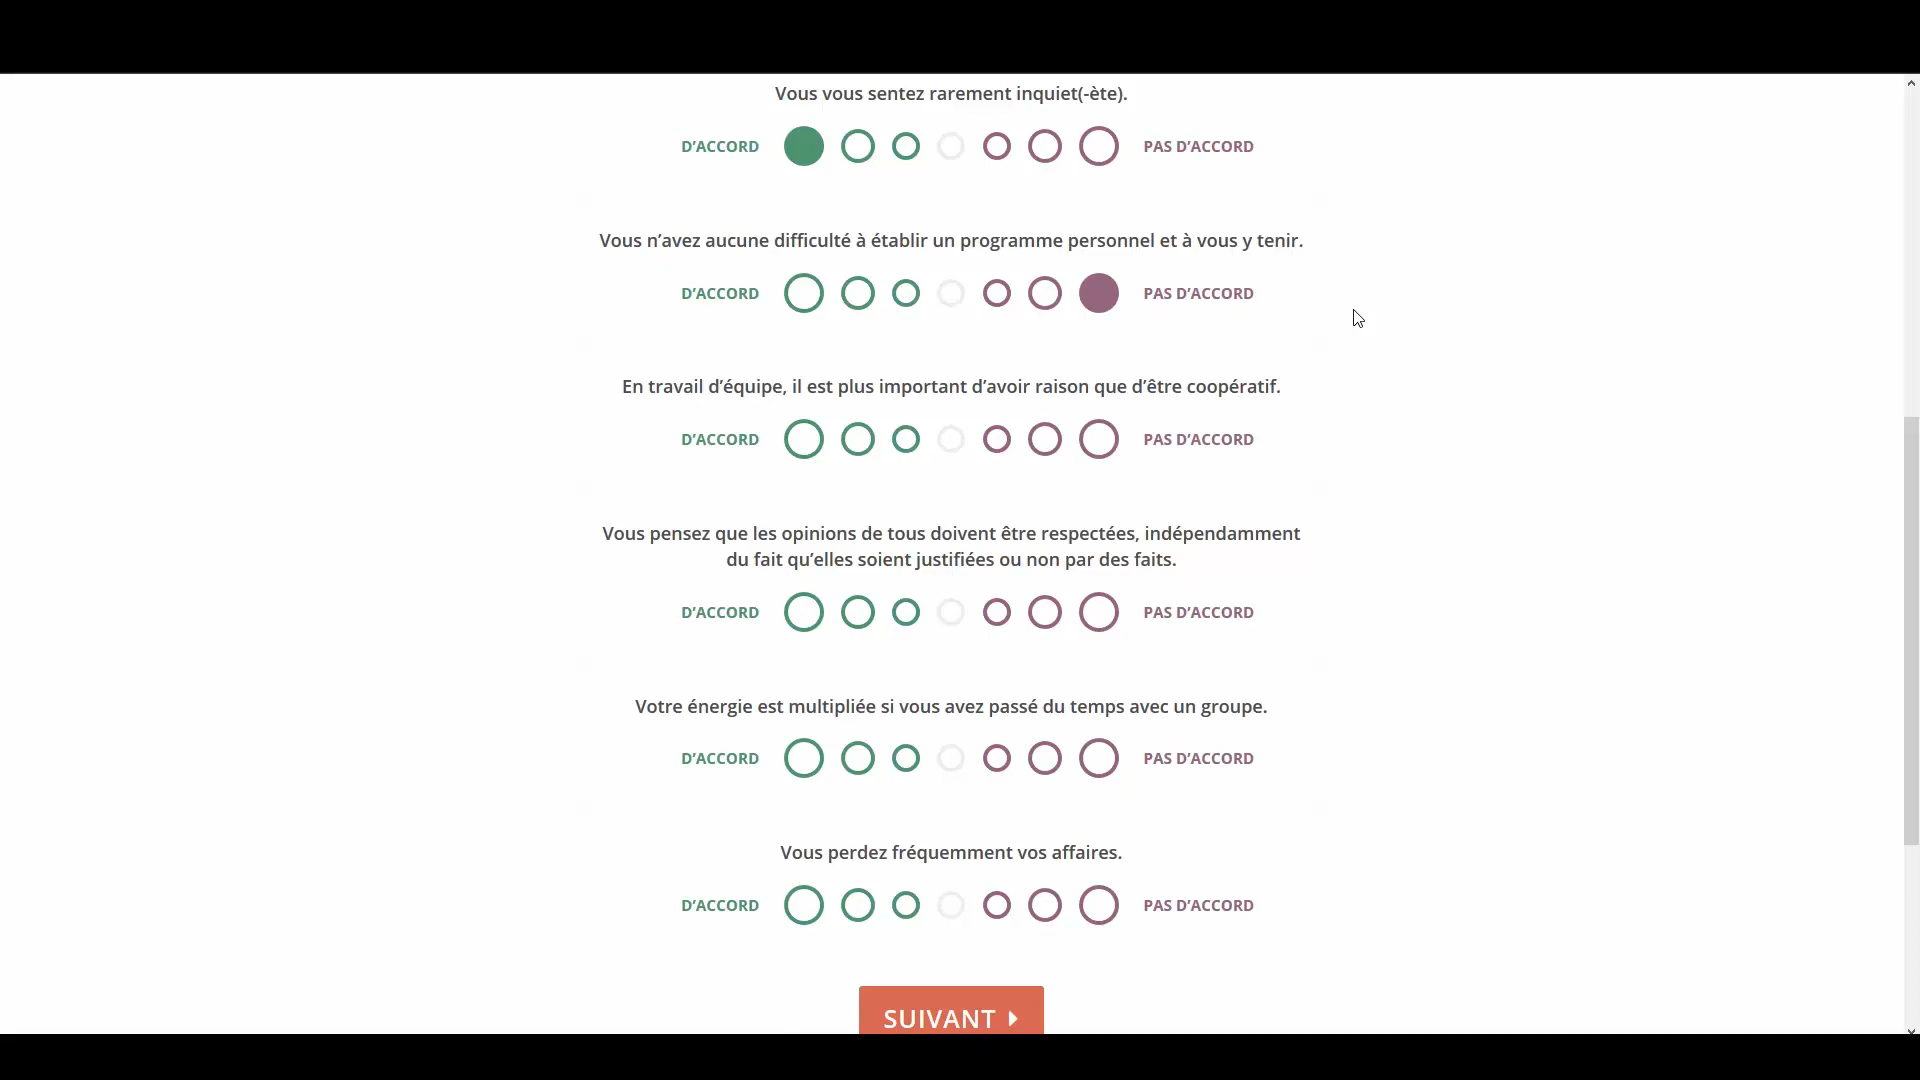 Vous vous sentez rarement inquiet(-ète).
D’ACCORD PAS D’ACCORD
Vous n’avez aucune difficulté à établir un programme personnel et à vous y tenir.
D’ACCORD PAS D’ACCORD
En travail d’équipe, il est plus important d’avoir raison que d’être coopératif.
D’ACCORD PAS D’ACCORD
Vous pensez que les opinions de tous doivent être respectées, indépendamment
du fait qu’elles soient justifiées ou non par des faits.
D’ACCORD PAS D’ACCORD
Votre énergie est multipliée si vous avez passé du temps avec un groupe.
D’ACCORD PAS D’ACCORD
Vous perdez fréquemment vos affaires.
D’ACCORD PAS D’ACCORD
SUIVANT